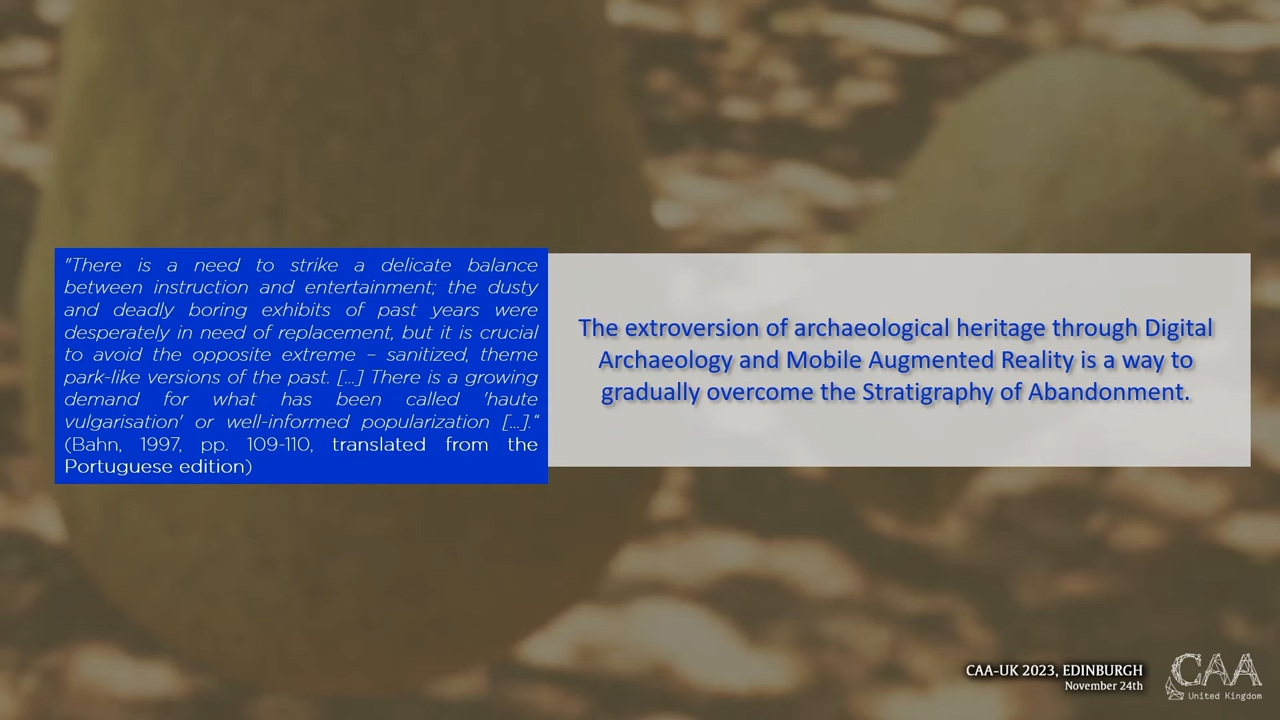 "There is a need to strike a delicate balance
between instruction and entertainment; the dusty
and deadly boring exhibits of past years were
desperately in need of replacement, but it is crucial
to avoid the opposite extreme – sanitized, theme
park-like versions of the past. [...] There is a growing
demand for what has been called 'haute
vulgarisation' or well-informed popularization [...].“
(Bahn, 1997, pp. 109-110, translated from the
Portuguese edition)
The extroversion of archaeological heritage through Digital
Archaeology and Mobile Augmented Reality is a way to
gradually overcome the Stratigraphy of Abandonment.
CAA-UK 2023, EDINBURGH
November 24th
CAA
United Kingdom